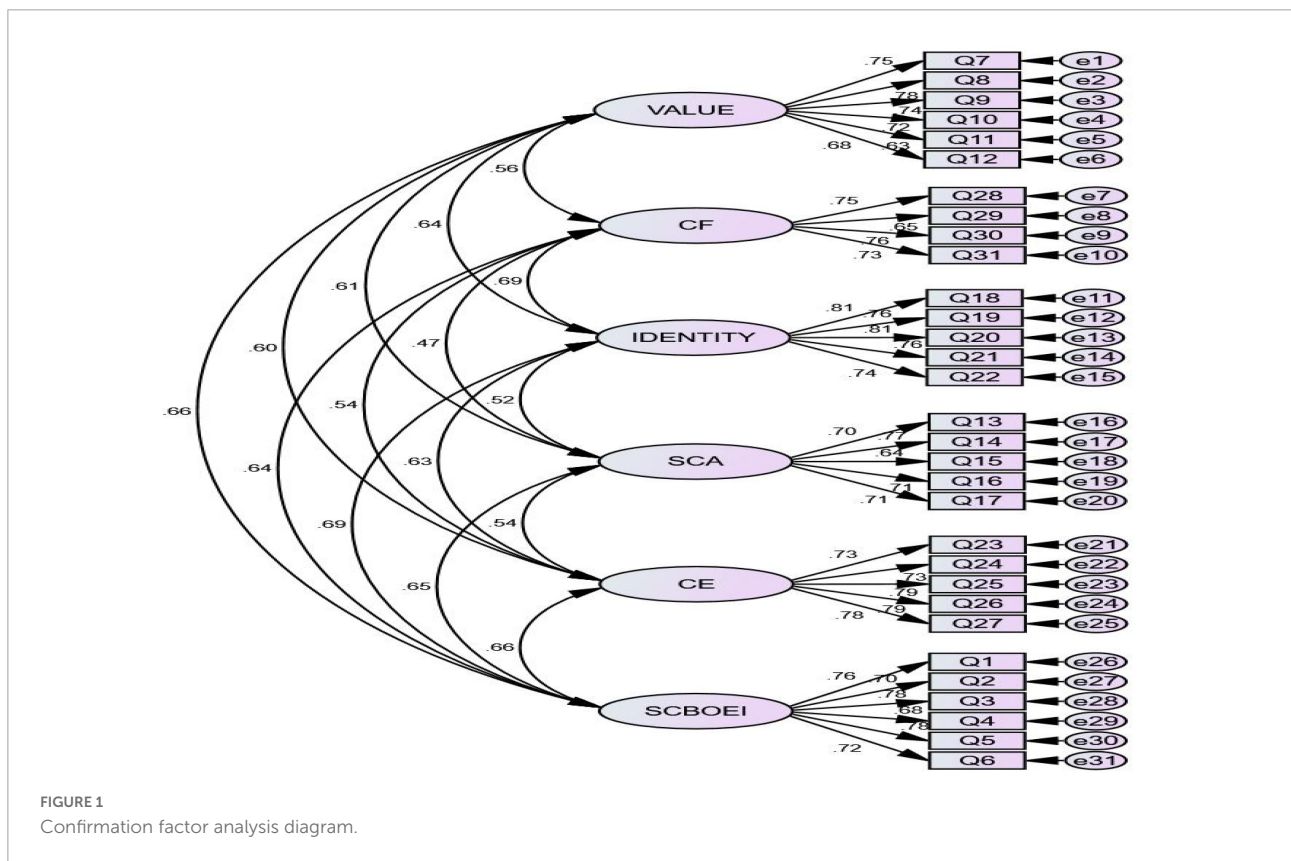 .75 Q7 e1
Q8 e2
.78 Q9 e3
VALUE .74 Q10 e4
.72 Q11 e5
.68 .63 Q12 e6
.56
.75 Q28 e7
Q29 e8
.64 CF .65 Q30 e9
.76
.73 Q31 e10
.61 .69
.81 Q18 e11
.76 Q19 e12
.60 .47 IDENTITY .81 Q20 e13
.76 Q21 e14
.74 Q22 e15
.66 .54 .52
.70 Q13 e16
.77 Q14 e17
.64 .63 SCA .64 Q15 e18
Q16 e19
.71
.71 Q17 e20
.69 .54
.73 Q23 e21
Q24 e22
.65 CE .73 Q25 e23
.79 Q26 e24
.78 .79 Q27 e25
.66
.76 Q1 e26
.70 Q2 e27
.78 Q3 e28
SCBOEI .68 Q4 e29
.78 Q5 e30
.72 Q6 e31
FIGURE 1
Confirmation factor analysis diagram.